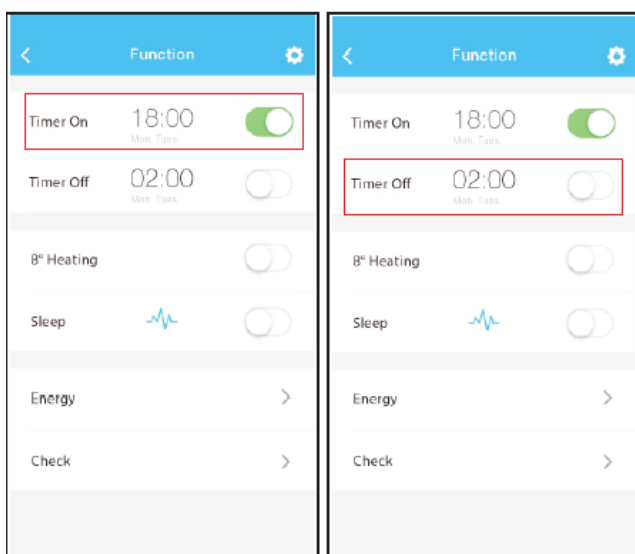 Function
Timer On 18:00
Mon. Tues.
Timer Off 02:00
Mon. Tues.
8° Heating
Sleep
Energy
Check
Function
Timer On 18:00
Mon. Tues.
Timer Off 02:00
Mon. Tues.
8° Heating
Sleep
Energy
Check